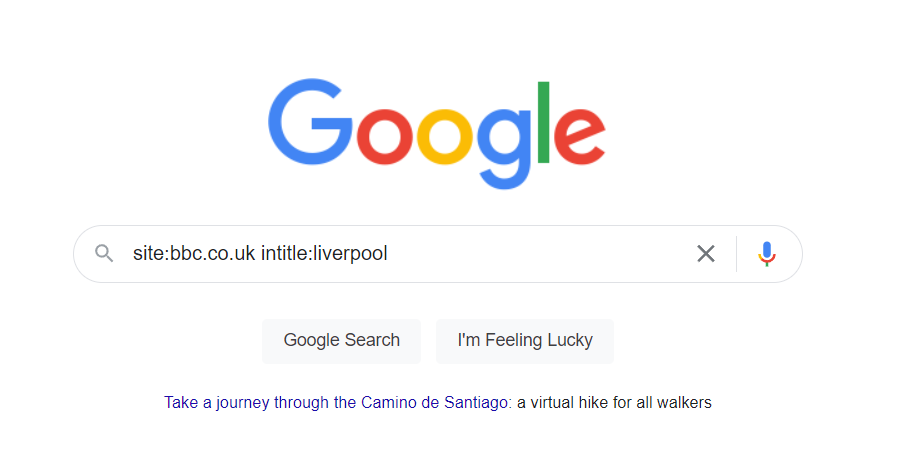 Google
site:bbc.co.uk intitle:liverpool
Google Search
I'm Feeling Lucky
Take a journey through the Camino de Santiago: a virtual hike for all walkers